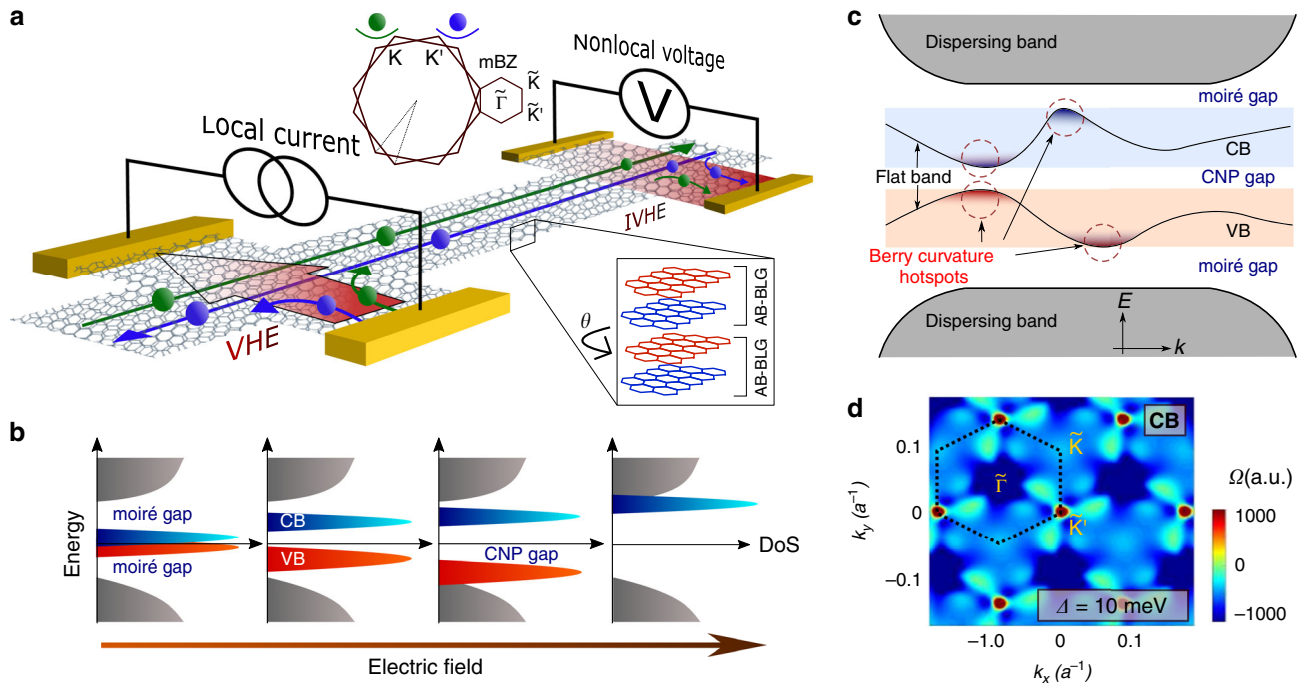 a
Local current
K K'
mBZ
Γ̃
K̃
K̃'
Nonlocal voltage
V
IVHE
VHE
θ
AB-BLG
AB-BLG
b
Energy
moiré gap
moiré gap
CB
VB
CNP gap
DoS
Electric field
c
Dispersing band
moiré gap
CB
Flat band
CNP gap
VB
Berry curvature
hotspots
moiré gap
Dispersing band
E
k
d
CB
K̃
Γ̃
K̃'
Δ = 10 meV
0.1
0
−0.1
k_y (a⁻¹)
−1.0 0 0.1
k_x (a⁻¹)
Ω(a.u.)
1000
0
−1000